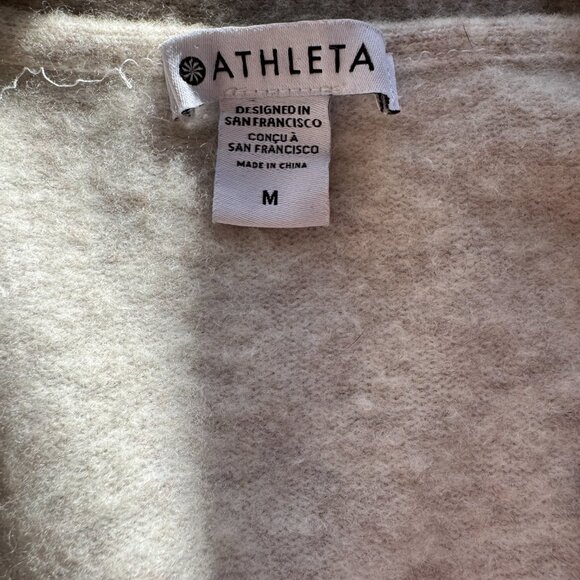 ATHLETA
DESIGNED IN
SAN FRANCISCO
CONÇU À
SAN FRANCISCO
MADE IN CHINA
M